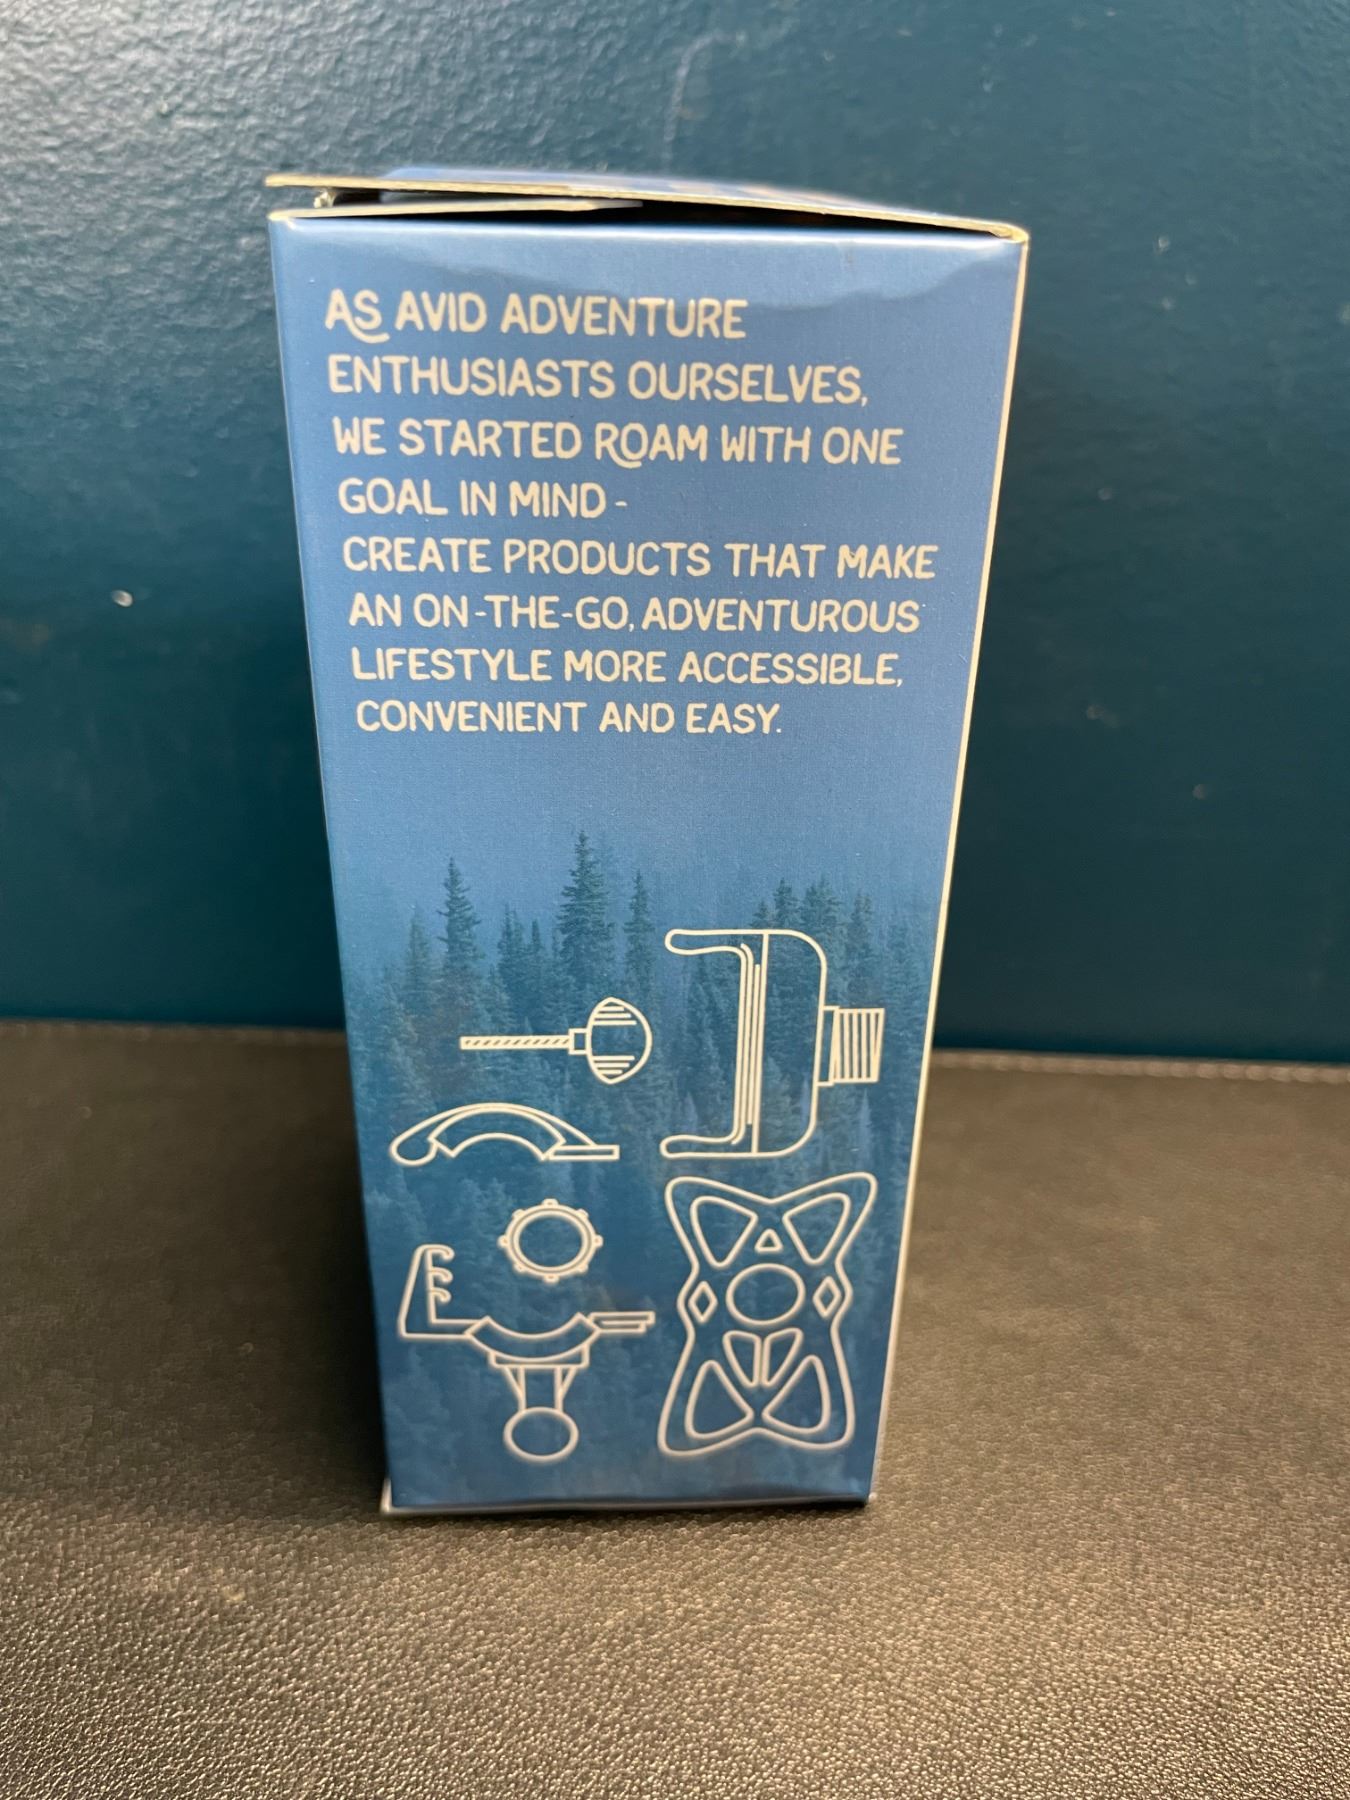 AS AVID ADVENTURE
ENTHUSIASTS OURSELVES,
WE STARTED ROAM WITH ONE
GOAL IN MIND -
CREATE PRODUCTS THAT MAKE
AN ON-THE-GO, ADVENTUROUS
LIFESTYLE MORE ACCESSIBLE,
CONVENIENT AND EASY.